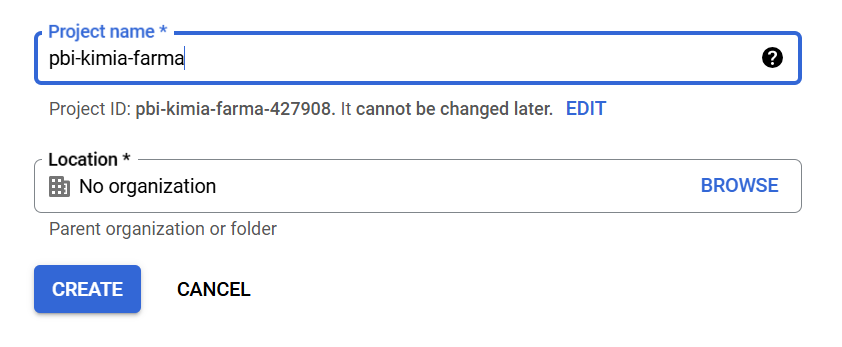 Project name *
pbi-kimia-farma
Project ID: pbi-kimia-farma-427908. It cannot be changed later. EDIT
Location *
No organization BROWSE
Parent organization or folder
CREATE CANCEL